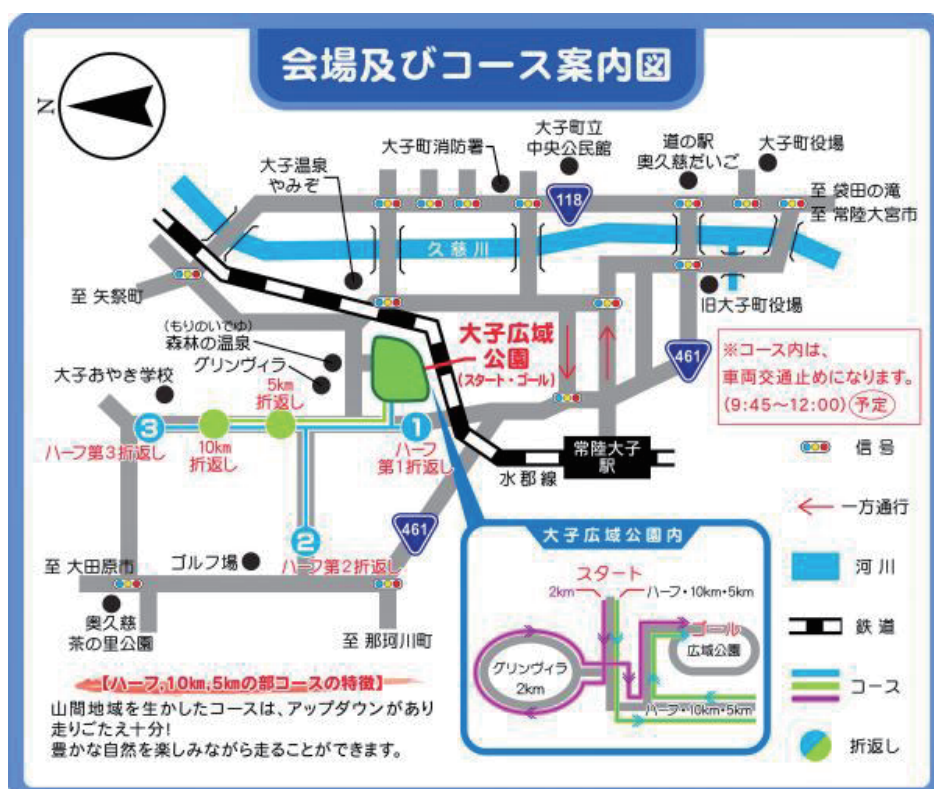 会場及びコース案内図
N
大子町立
中央公民館
大子町消防署
道の駅
奥久慈だいご
大子町役場
大子温泉
やみぞ
118
至 袋田の滝
至 常陸大宮市
久慈川
至 矢祭町
旧大子町役場
(もりのいでゆ)
森林の温泉
グリンヴィラ
大子広域
公園
(スタート・ゴール)
461
※コース内は、
車両交通止めになります。
(9:45〜12:00)予定
大子おやき学校
5km
折返し
3
ハーフ第3折返し
10km
折返し
1
ハーフ
第1折返し
常陸大子
駅
水郡線
信号
一方通行
461
2
ハーフ第2折返し
大子広域公園内
至 大田原市
ゴルフ場
河川
スタート
2km
ハーフ・10km・5km
奥久慈
茶の里公園
至 那珂川町
ゴール
広域公園
鉄道
グリンヴィラ
2km
ハーフ・10km・5km
コース
【ハーフ,10km,5kmの部コースの特徴】
山間地域を生かしたコースは、アップダウンがあり
走りごたえ十分!
豊かな自然を楽しみながら走ることができます。
折返し